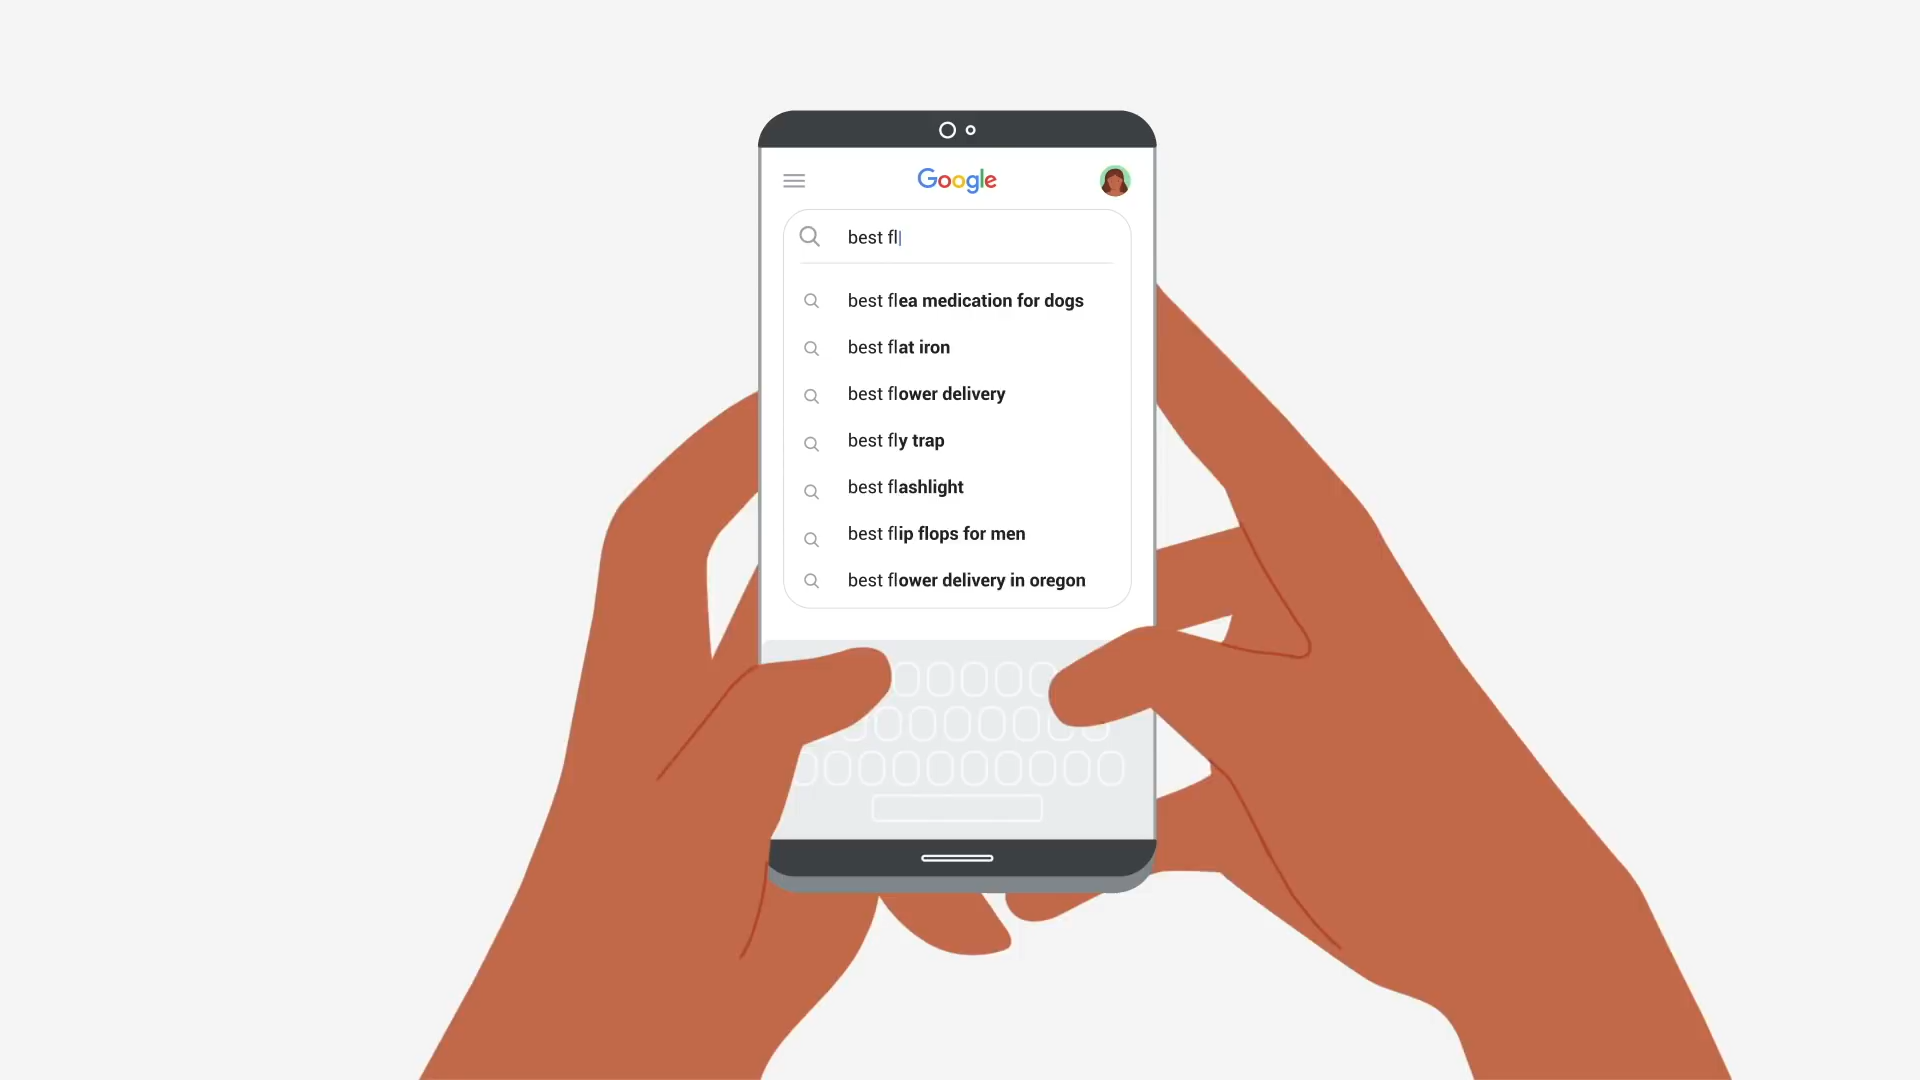 Google
best fl
best flea medication for dogs
best flat iron
best flower delivery
best fly trap
best flashlight
best flip flops for men
best flower delivery in oregon